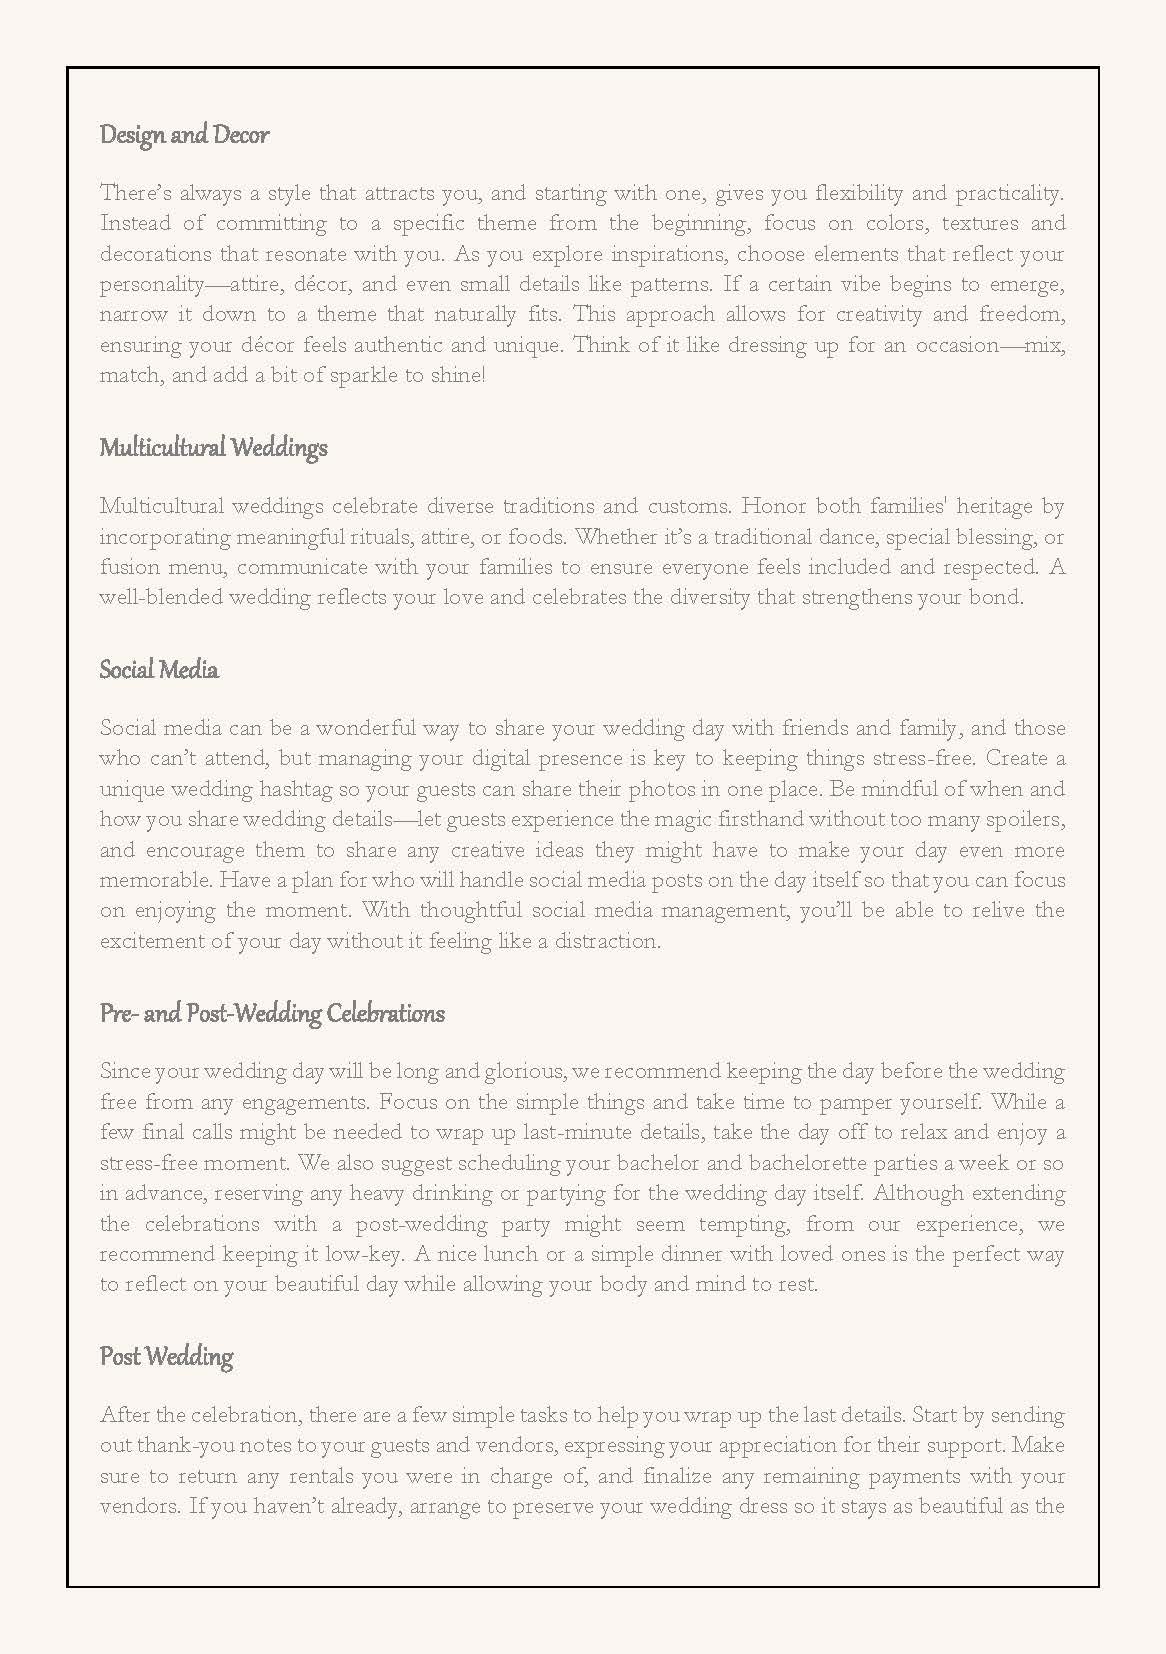 Design and Decor
There’s always a style that attracts you, and starting with one, gives you flexibility and practicality.
Instead of committing to a specific theme from the beginning, focus on colors, textures and
decorations that resonate with you. As you explore inspirations, choose elements that reflect your
personality—attire, décor, and even small details like patterns. If a certain vibe begins to emerge,
narrow it down to a theme that naturally fits. This approach allows for creativity and freedom,
ensuring your décor feels authentic and unique. Think of it like dressing up for an occasion—mix,
match, and add a bit of sparkle to shine!
Multicultural Weddings
Multicultural weddings celebrate diverse traditions and customs. Honor both families' heritage by
incorporating meaningful rituals, attire, or foods. Whether it’s a traditional dance, special blessing, or
fusion menu, communicate with your families to ensure everyone feels included and respected. A
well-blended wedding reflects your love and celebrates the diversity that strengthens your bond.
Social Media
Social media can be a wonderful way to share your wedding day with friends and family, and those
who can’t attend, but managing your digital presence is key to keeping things stress-free. Create a
unique wedding hashtag so your guests can share their photos in one place. Be mindful of when and
how you share wedding details—let guests experience the magic firsthand without too many spoilers,
and encourage them to share any creative ideas they might have to make your day even more
memorable. Have a plan for who will handle social media posts on the day itself so that you can focus
on enjoying the moment. With thoughtful social media management, you’ll be able to relive the
excitement of your day without it feeling like a distraction.
Pre- and Post-Wedding Celebrations
Since your wedding day will be long and glorious, we recommend keeping the day before the wedding
free from any engagements. Focus on the simple things and take time to pamper yourself. While a
few final calls might be needed to wrap up last-minute details, take the day off to relax and enjoy a
stress-free moment. We also suggest scheduling your bachelor and bachelorette parties a week or so
in advance, reserving any heavy drinking or partying for the wedding day itself. Although extending
the celebrations with a post-wedding party might seem tempting, from our experience, we
recommend keeping it low-key. A nice lunch or a simple dinner with loved ones is the perfect way
to reflect on your beautiful day while allowing your body and mind to rest.
Post Wedding
After the celebration, there are a few simple tasks to help you wrap up the last details. Start by sending
out thank-you notes to your guests and vendors, expressing your appreciation for their support. Make
sure to return any rentals you were in charge of, and finalize any remaining payments with your
vendors. If you haven’t already, arrange to preserve your wedding dress so it stays as beautiful as the